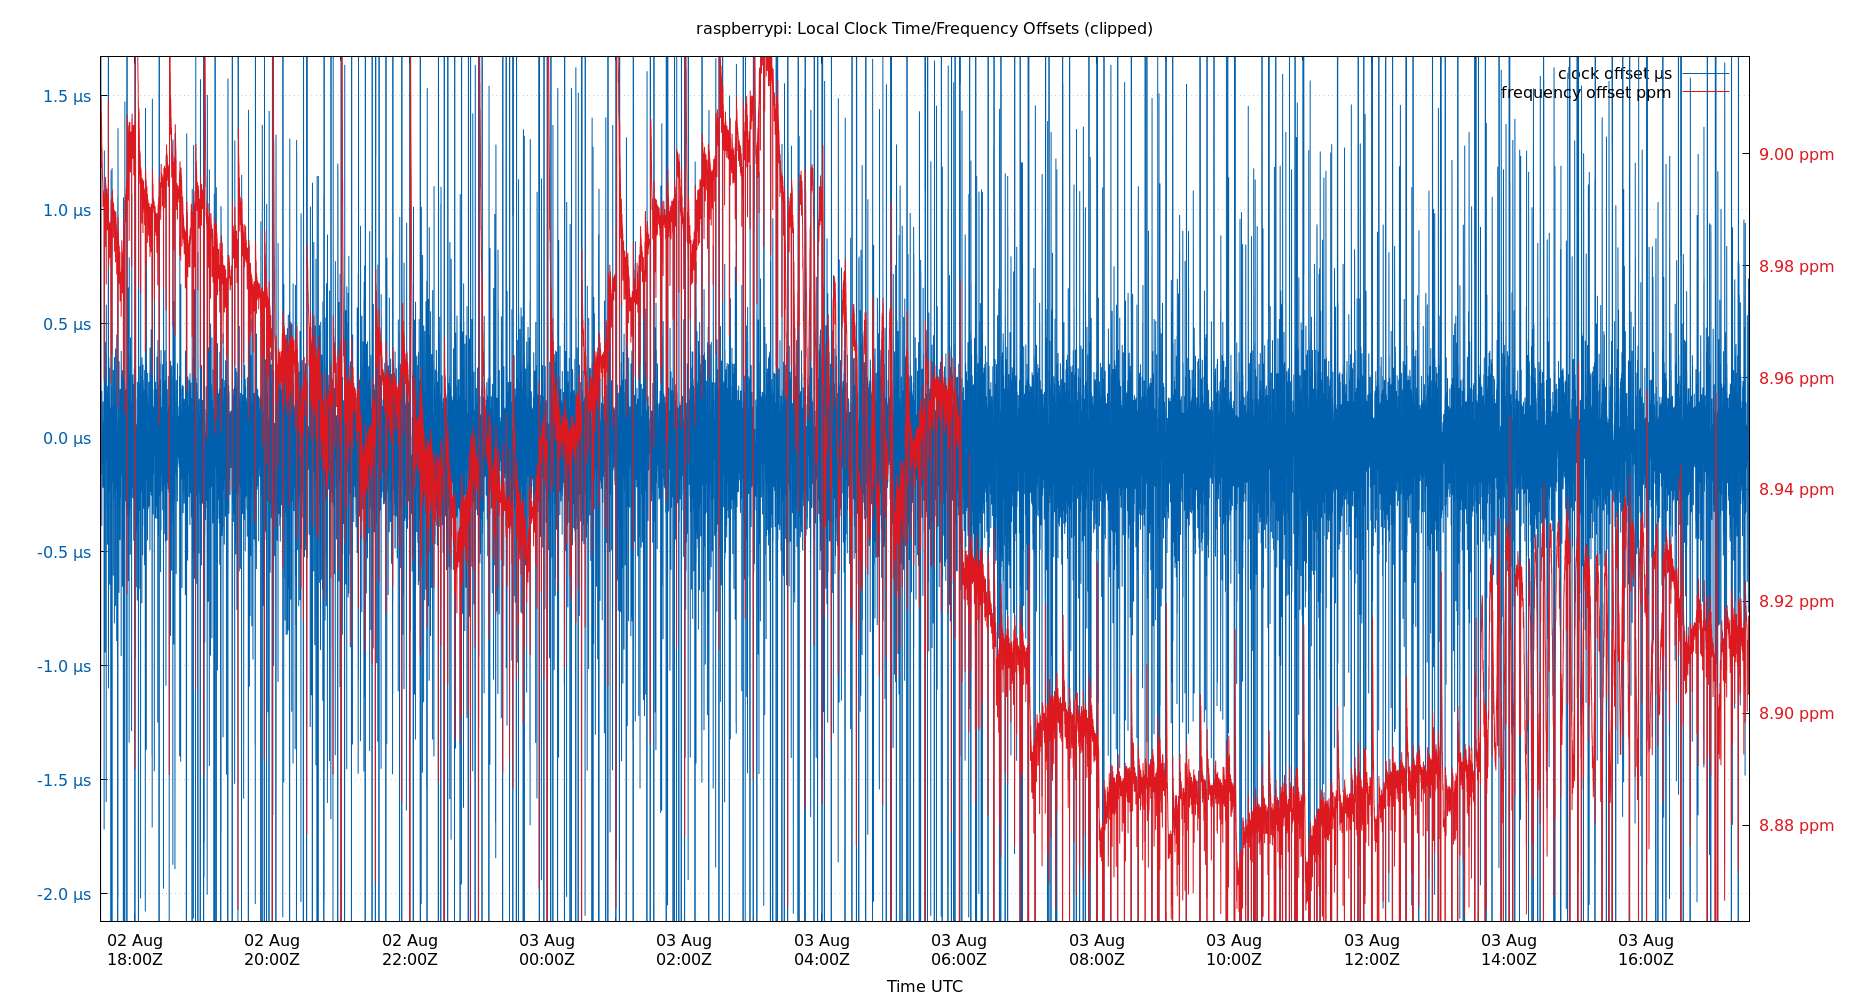 raspberrypi: Local Clock Time/Frequency Offsets (clipped)
clock offset µs
frequency offset ppm
1.5 µs
1.0 µs
0.5 µs
0.0 µs
-0.5 µs
-1.0 µs
-1.5 µs
-2.0 µs
9.00 ppm
8.98 ppm
8.96 ppm
8.94 ppm
8.92 ppm
8.90 ppm
8.88 ppm
02 Aug 02 Aug 02 Aug 03 Aug 03 Aug 03 Aug 03 Aug 03 Aug 03 Aug 03 Aug 03 Aug 03 Aug
18:00Z 20:00Z 22:00Z 00:00Z 02:00Z 04:00Z 06:00Z 08:00Z 10:00Z 12:00Z 14:00Z 16:00Z
Time UTC